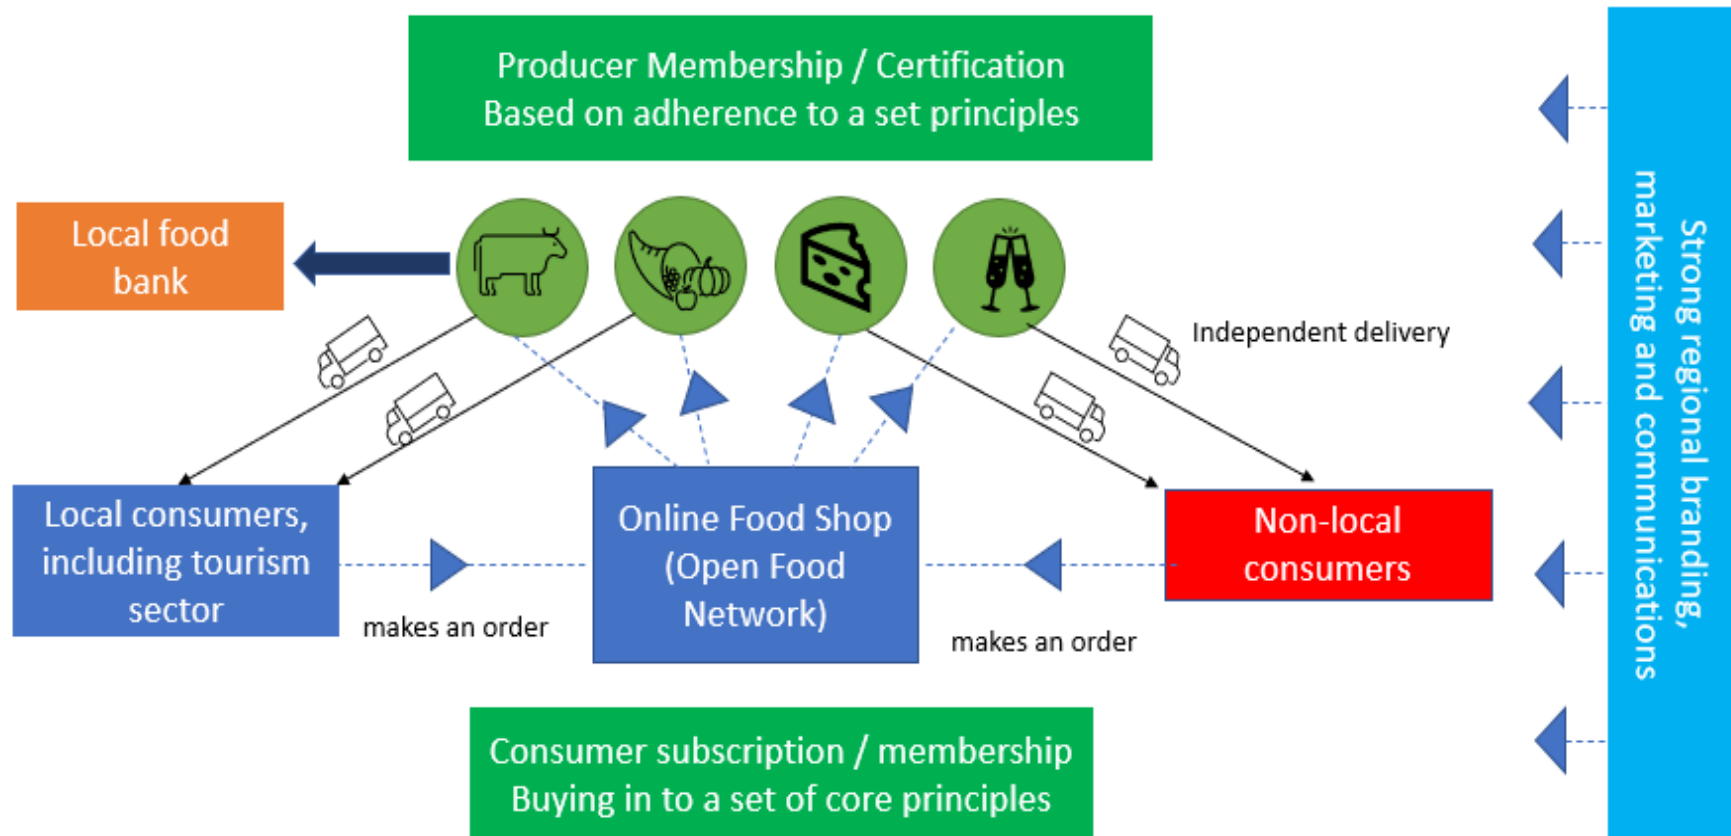 Producer Membership / Certification
Based on adherence to a set principles
Local food
bank
Independent delivery
Local consumers,
including tourism
sector
makes an order
Online Food Shop
(Open Food
Network)
makes an order
Non-local
consumers
Consumer subscription / membership
Buying in to a set of core principles
Strong regional branding,
marketing and communications